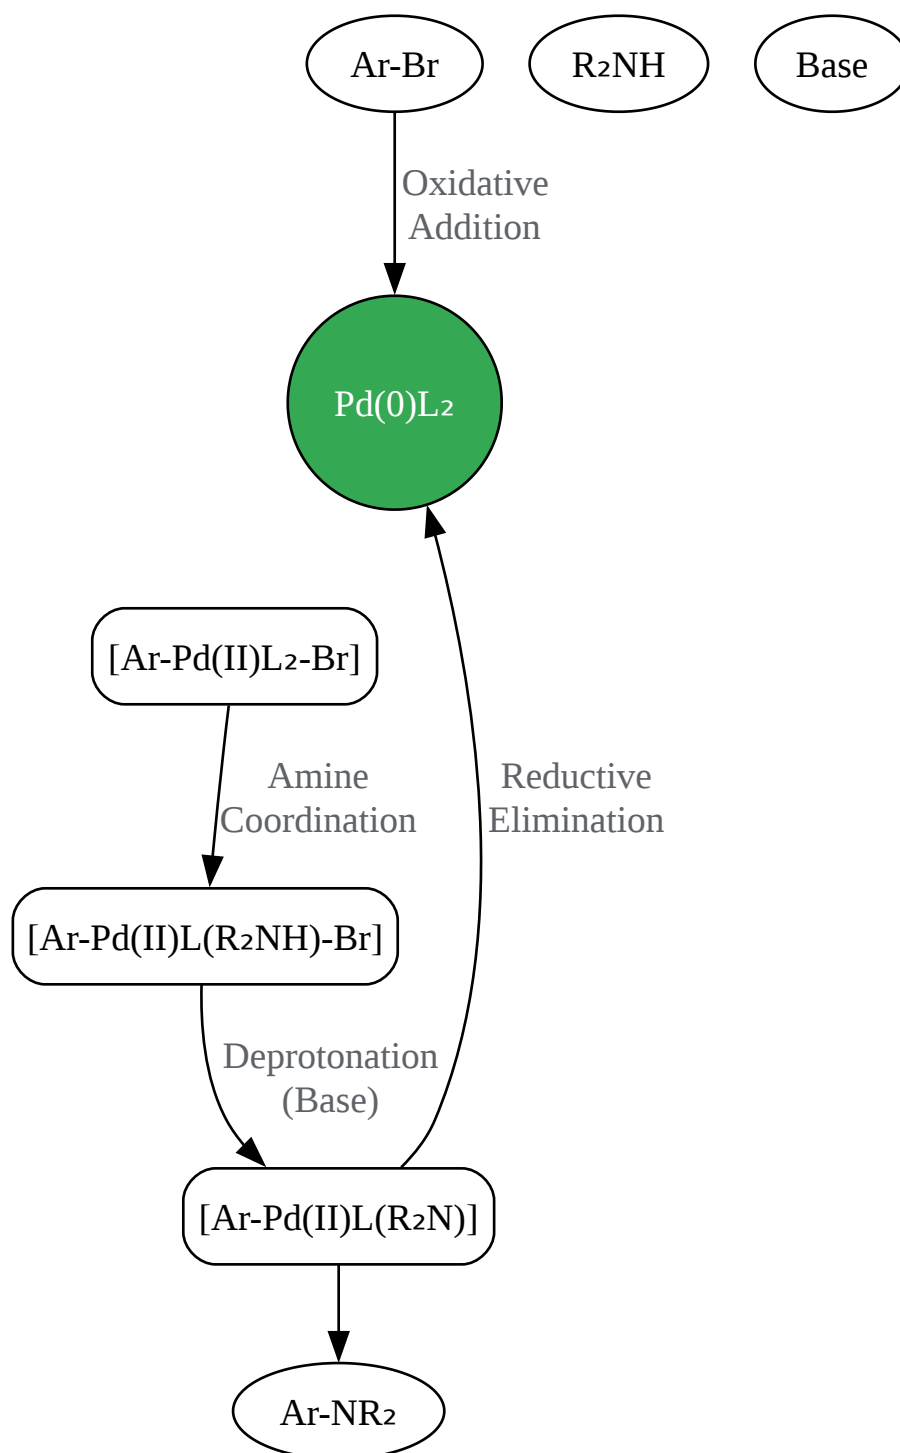 Ar-Br
R₂NH
Base
Oxidative
Addition
Pd(0)L₂
[Ar-Pd(II)L₂-Br]
Amine
Coordination
Reductive
Elimination
[Ar-Pd(II)L(R₂NH)-Br]
Deprotonation
(Base)
[Ar-Pd(II)L(R₂N)]
Ar-NR₂